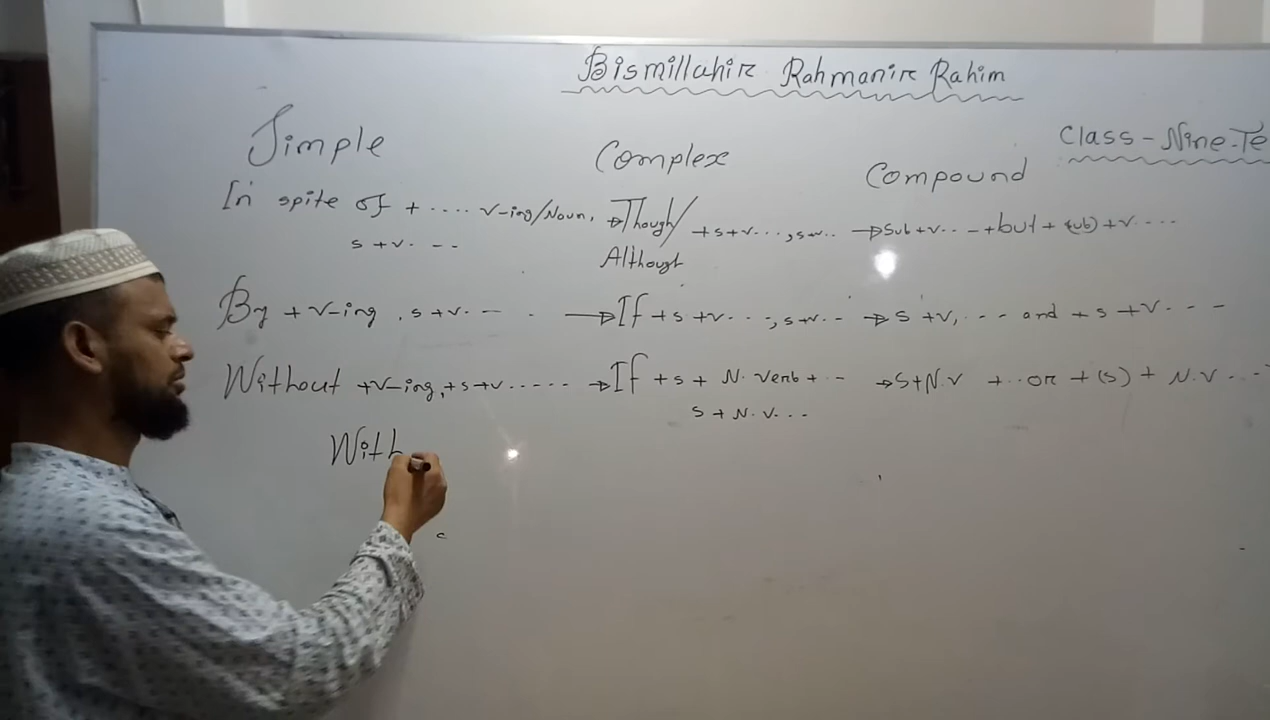 Bismillahir Rahmanir Rahim
Class - Nine-Te
Simple Complex Compound
In spite of + .... v-ing/Noun, s + v. - - -
Though/Although + s + v. . . , s+v. . . → Sub + v. . - + but + (sub) + v. . . .
By + v-ing , s + v. - - . → If + s + v. . . , s + v. . - → s + v, . - - and + s + v. - - -
Without + v-ing, + s + v. . . . . → If + s + N. Verb + - - → S + N.V + . . or + (s) + N.V. . . .
s + N. v. . .
With